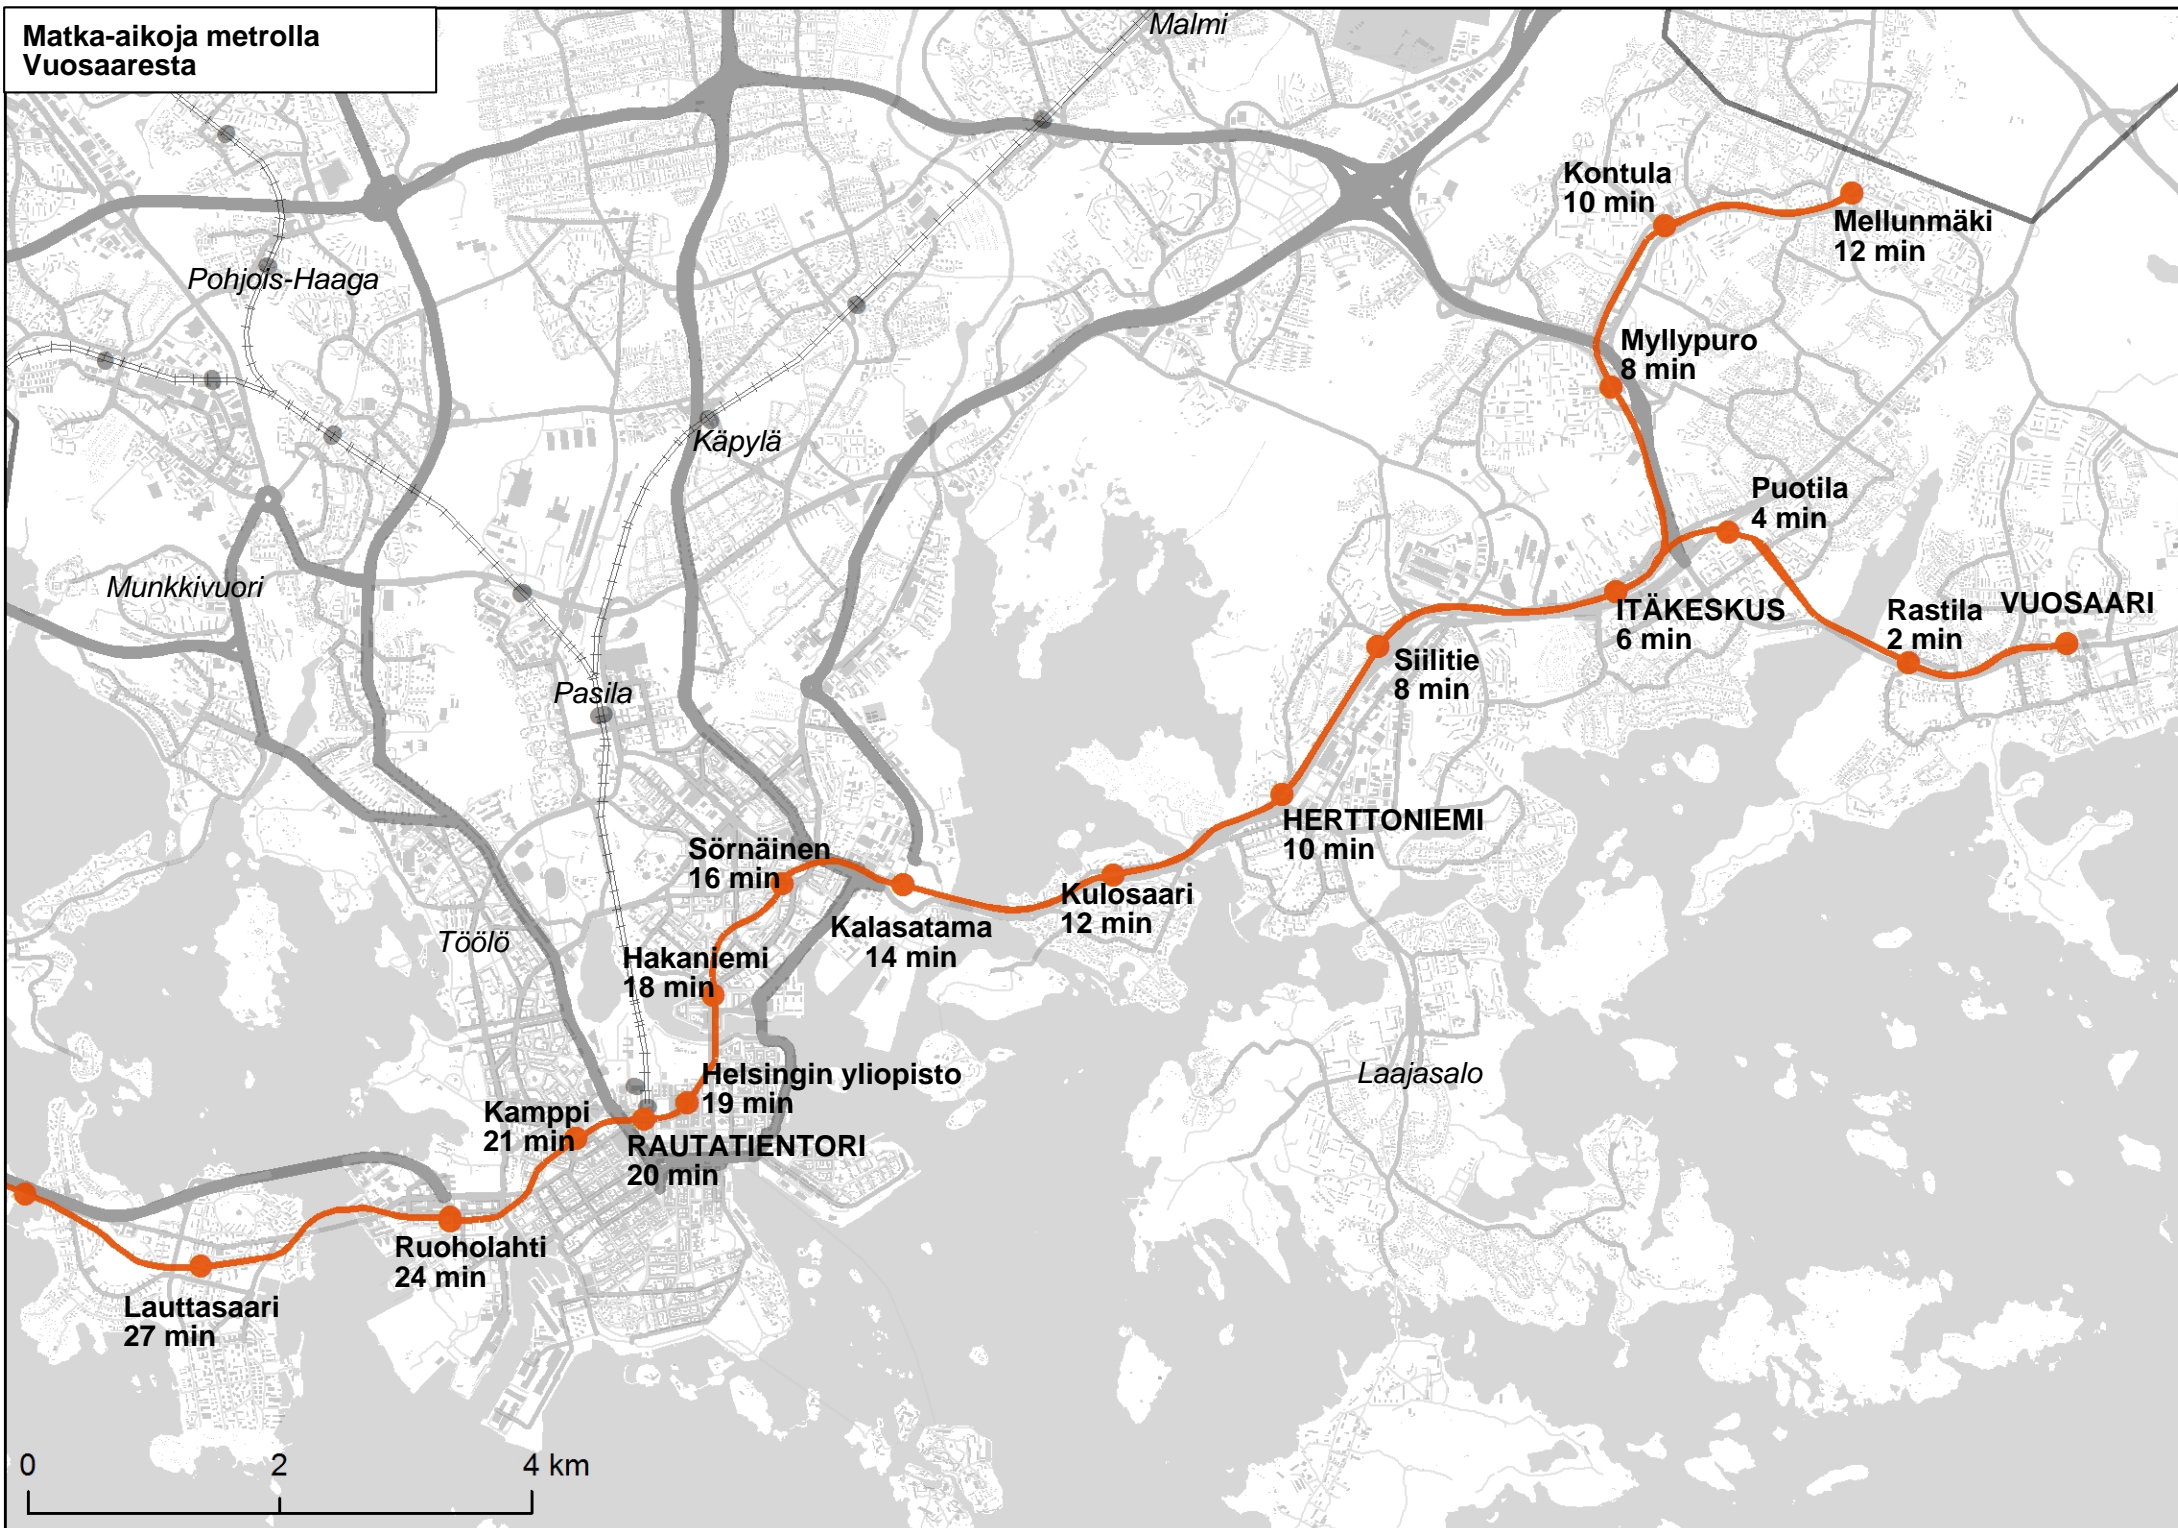 Matka-aikoja metrolla
Vuosaaresta
Malmi
Kontula
10 min
Mellunmäki
12 min
Pohjois-Haaga
Myllypuro
8 min
Käpylä
Puotila
4 min
Munkkivuori
ITÄKESKUS
6 min
Rastila
2 min
VUOSAARI
Siilitie
8 min
Pasila
HERTTONIEMI
10 min
Sörnäinen
16 min
Kulosaari
12 min
Kalasatama
14 min
Töölö
Hakaniemi
18 min
Helsingin yliopisto
19 min
Laajasalo
Kamppi
21 min
RAUTATIENTORI
20 min
Ruoholahti
24 min
Lauttasaari
27 min
0 2 4 km